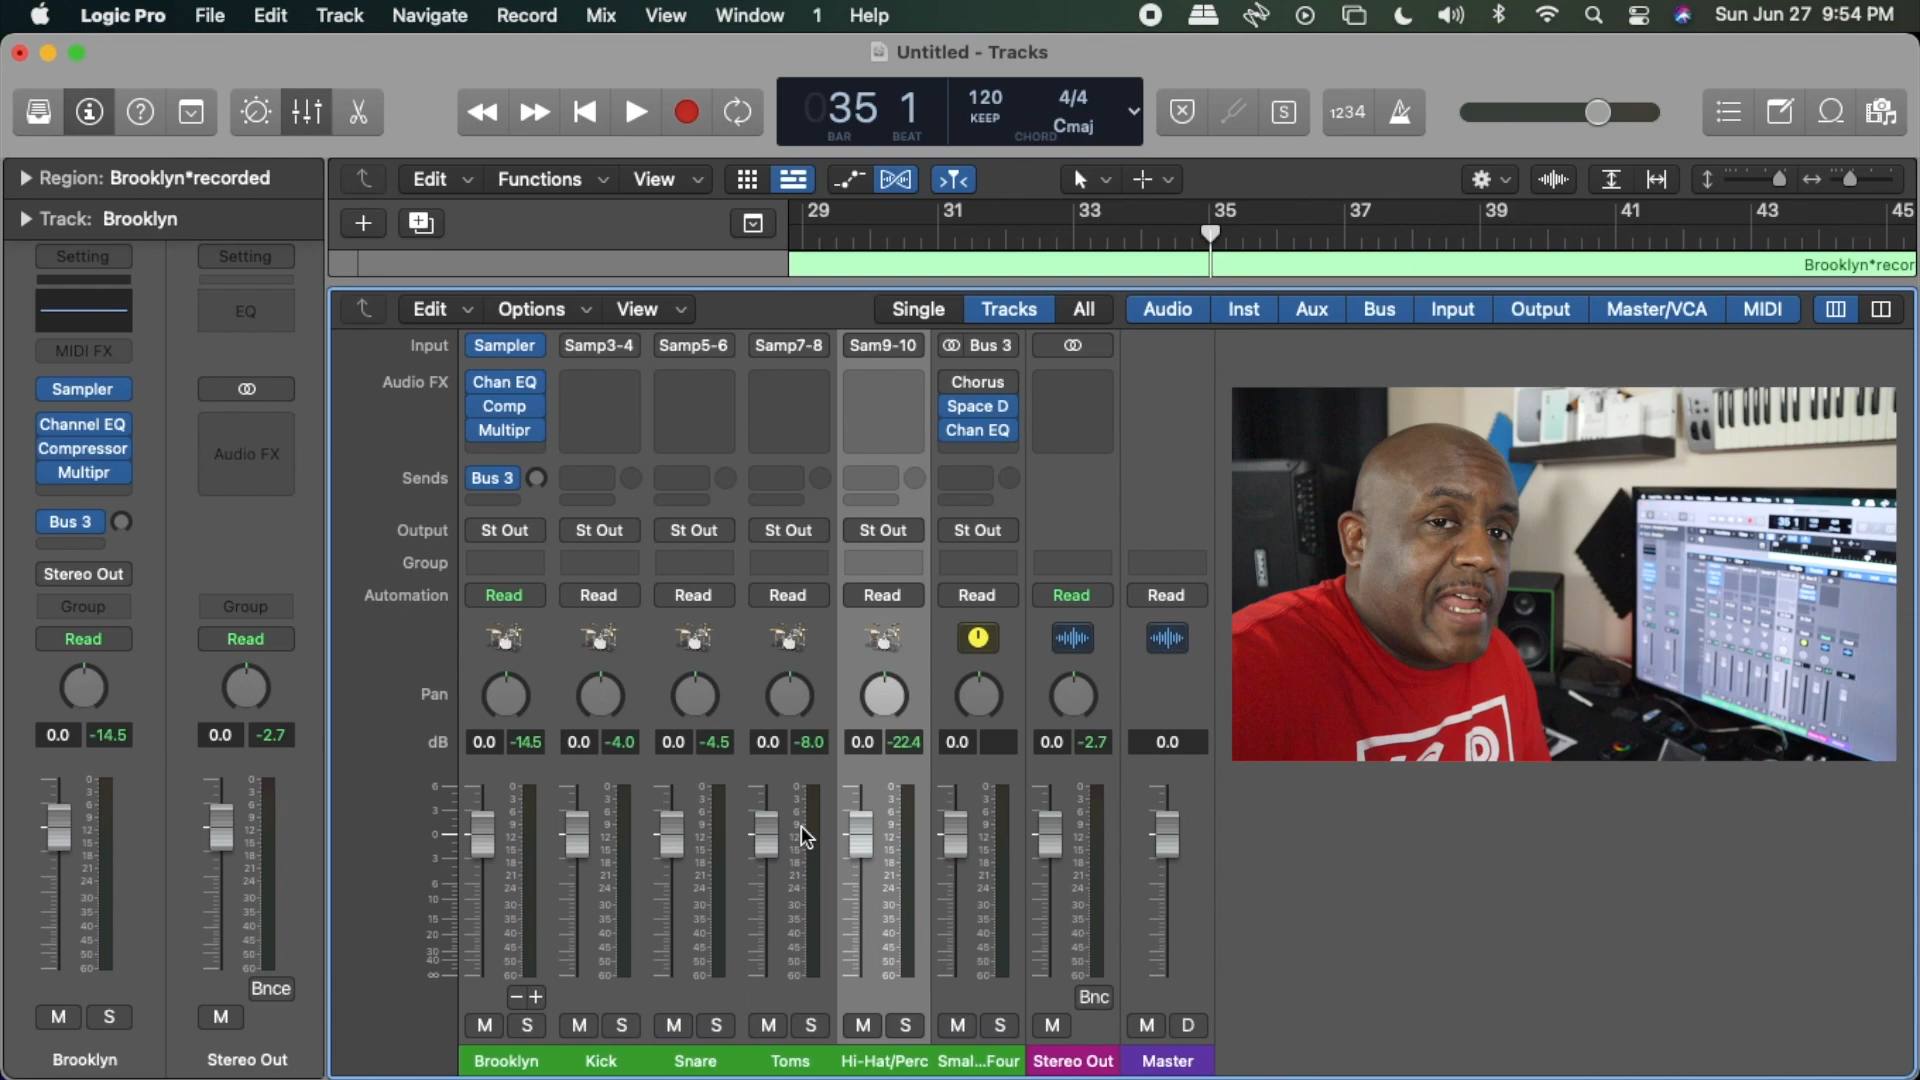 Logic Pro File Edit Track Navigate Record Mix View Window 1 Help Sun Jun 27 9:54 PM
Untitled - Tracks
35 1 120 4/4
KEEP Cmaj
BAR BEAT CHORD
S 1234
Region: Brooklyn*recorded
Edit Functions View
Track: Brooklyn
29 31 33 35 37 39 41 43 45
Brooklyn*recor
Setting Setting
EQ
MIDI FX
Sampler
Channel EQ
Compressor
Multipr
Audio FX
Bus 3
Stereo Out
Group Group
Read Read
0.0 -14.5 0.0 -2.7
Bnce
M S M
Brooklyn Stereo Out
Edit Options View Single Tracks All Audio Inst Aux Bus Input Output Master/VCA MIDI
Input Sampler Samp3-4 Samp5-6 Samp7-8 Sam9-10 Bus 3
Audio FX Chan EQ Chorus
Comp Space D
Multipr Chan EQ
Sends Bus 3
Output St Out St Out St Out St Out St Out St Out
Group
Automation Read Read Read Read Read Read Read Read
Pan
dB 0.0 -14.5 0.0 -4.0 0.0 -4.5 0.0 -8.0 0.0 -22.4 0.0 0.0 -2.7 0.0
Bnc
M S M S M S M S M S M S M M D
Brooklyn Kick Snare Toms Hi-Hat/Perc Smal...Four Stereo Out Master